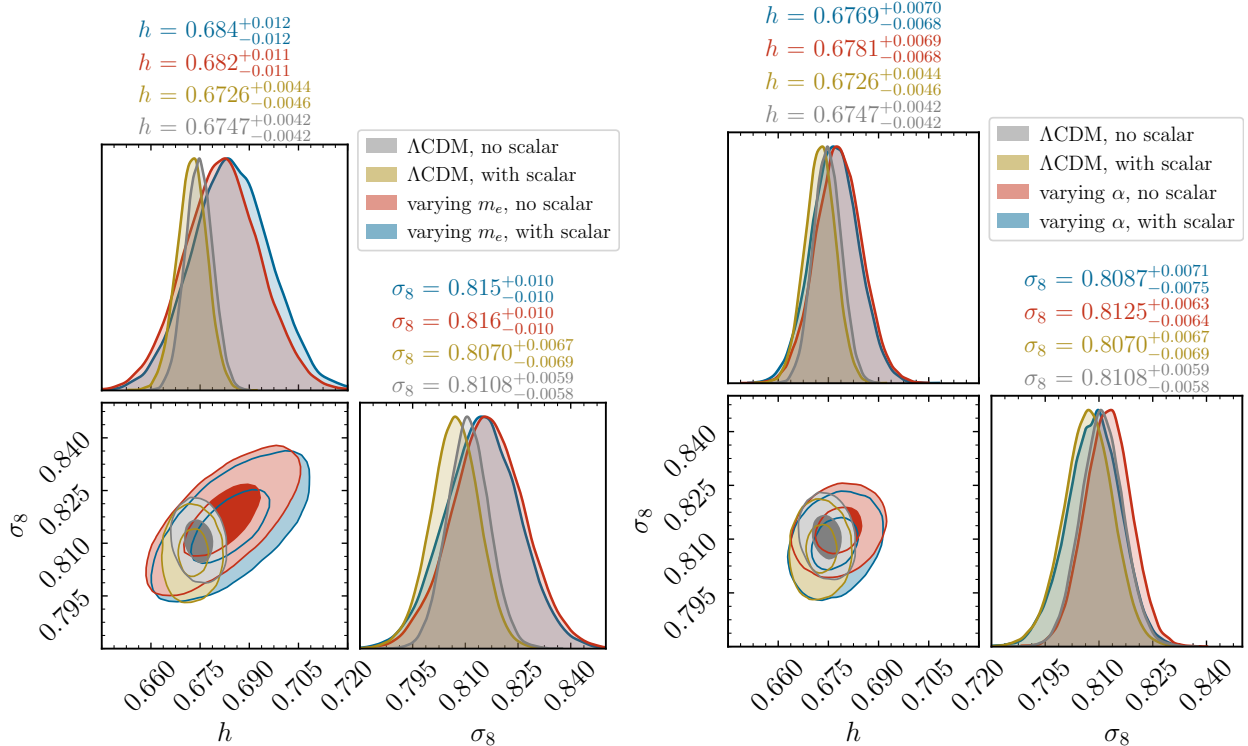 h = 0.684^{+0.012}_{-0.012}
h = 0.682^{+0.011}_{-0.011}
h = 0.6726^{+0.0044}_{-0.0046}
h = 0.6747^{+0.0042}_{-0.0042}
ΛCDM, no scalar
ΛCDM, with scalar
varying m_e, no scalar
varying m_e, with scalar
σ_8 = 0.815^{+0.010}_{-0.010}
σ_8 = 0.816^{+0.010}_{-0.010}
σ_8 = 0.8070^{+0.0067}_{-0.0069}
σ_8 = 0.8108^{+0.0059}_{-0.0058}
0.840
0.825
0.810
0.795
σ_8
0.660
0.675
0.690
0.705
0.720
h
0.795
0.810
0.825
0.840
σ_8
h = 0.6769^{+0.0070}_{-0.0068}
h = 0.6781^{+0.0069}_{-0.0068}
h = 0.6726^{+0.0044}_{-0.0046}
h = 0.6747^{+0.0042}_{-0.0042}
ΛCDM, no scalar
ΛCDM, with scalar
varying α, no scalar
varying α, with scalar
σ_8 = 0.8087^{+0.0071}_{-0.0075}
σ_8 = 0.8125^{+0.0063}_{-0.0064}
σ_8 = 0.8070^{+0.0067}_{-0.0069}
σ_8 = 0.8108^{+0.0059}_{-0.0058}
0.840
0.825
0.810
0.795
σ_8
0.660
0.675
0.690
0.705
0.720
h
0.795
0.810
0.825
0.840
σ_8